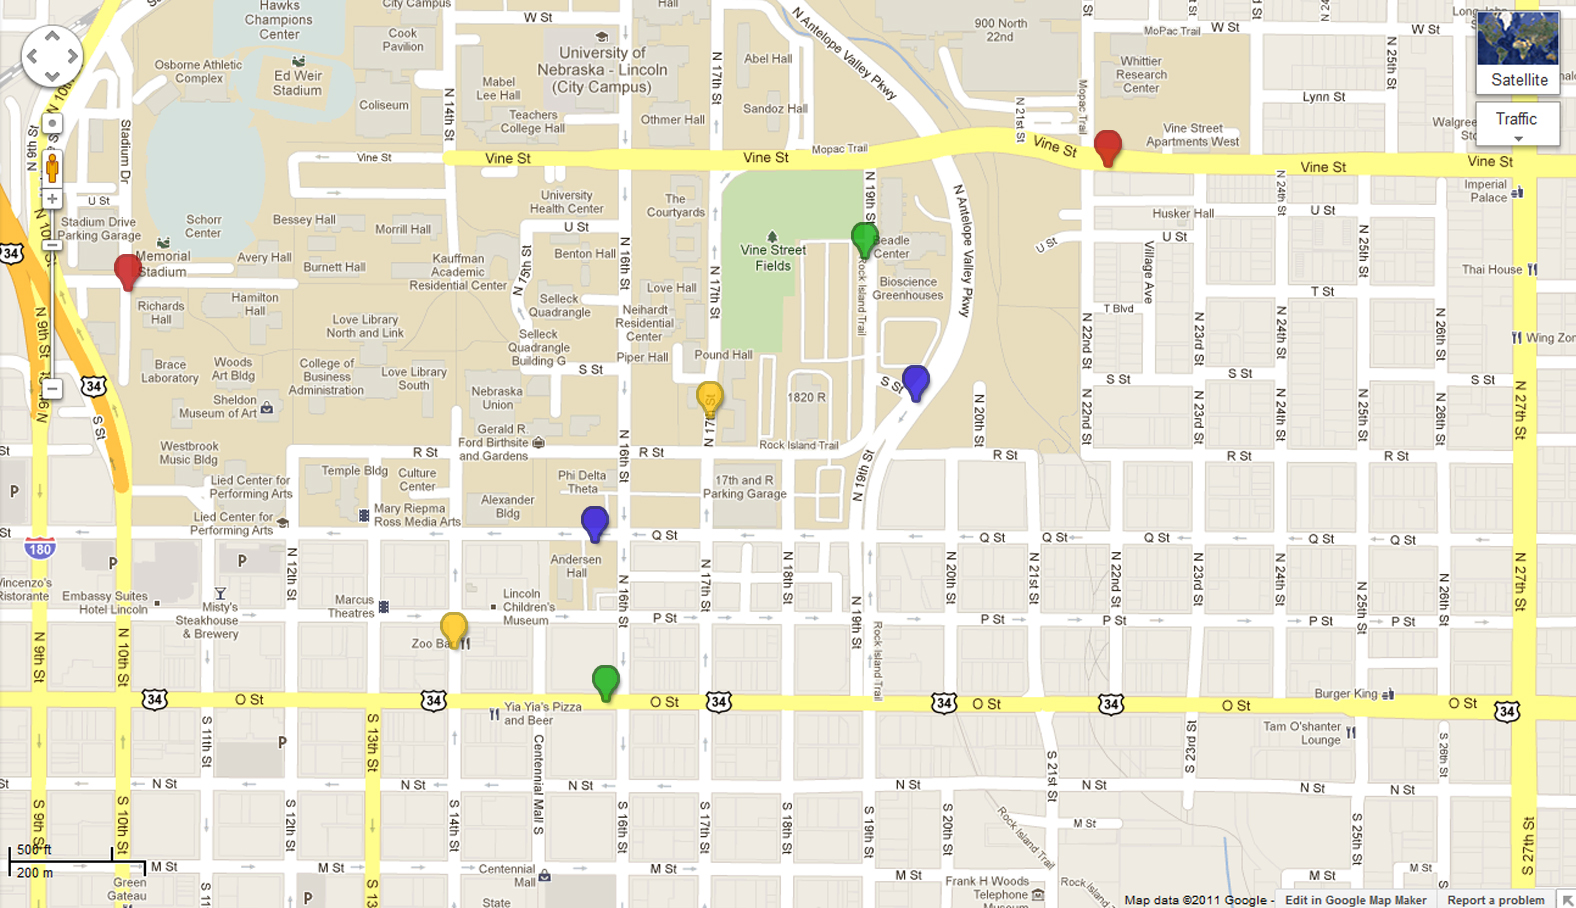 Hawks
Champions
Center
City Campus
Hall
W St
Cook
Pavilion
University of
Nebraska - Lincoln
(City Campus)
N 17th St
Abel Hall
N Antelope Valley Pkwy
900 North
22nd
MoPac Trail
W St
W St
N 25th St
Satellite
Traffic
Osborne Athletic
Complex
Ed Weir
Stadium
Coliseum
Mabel
Lee Hall
Teachers
College Hall
Othmer Hall
Sandoz Hall
N 14th St
N 21st St
Mopac Trail
Whittier
Research
Center
Lynn St
Vine Street
Apartments West
N 9th St
Stadium Dr
Vine St
Vine St
Vine St
Mopac Trail
Vine St
Vine St
Vine St
U St
Stadium Drive
Parking Garage
Schorr
Center
Bessey Hall
Morrill Hall
University
Health Center
U St
The
Courtyards
N 19th St
N Antelope Valley Pkwy
Husker Hall
N 24th St
U St
U St
U St
Imperial
Palace
34
Memorial
Stadium
Avery Hall
Burnett Hall
Kauffman
Academic
Residential Center
N 15th St
Benton Hall
N 16th St
N 17th St
Vine Street
Fields
Beadle
Center
Village Ave
N 25th St
Thai House
Richards
Hall
Hamilton
Hall
Love Library
North and Link
Selleck
Quadrangle
Love Hall
Neihardt
Residential
Center
Rock Island Trail
Bioscience
Greenhouses
T Blvd
T St
N 9th St
Brace
Laboratory
Woods
Art Bldg
College of
Business
Administration
Love Library
South
Selleck
Quadrangle
Building G
Piper Hall
Pound Hall
N 22nd St
N 23rd St
N 24th St
N 26th St
34
S St
S St
S St
S St
S St
Sheldon
Museum of Art
Nebraska
Union
1820 R
N 20th St
N 22nd St
N 23rd St
N 24th St
N 25th St
N 26th St
N 27th St
S St
Westbrook
Music Bldg
Gerald R.
Ford Birthsite
and Gardens
N 16th St
Rock Island Trail
R St
R St
R St
R St
R St
P
Lied Center for
Performing Arts
Temple Bldg
Culture
Center
Phi Delta
Theta
17th and R
Parking Garage
N 19th St
Lied Center for
Performing Arts
Mary Riepma
Ross Media Arts
Alexander
Bldg
Q St
Q St
Q St
Q St
Q St
Q St
180
P
P
N 12th St
Andersen
Hall
N 16th St
N 17th St
N 18th St
N 19th St
N 20th St
N 21st St
N 22nd St
N 23rd St
N 24th St
N 25th St
N 26th St
N 27th St
Vincenzo's
Ristorante
Embassy Suites
Hotel Lincoln
Misty's
Steakhouse
& Brewery
Marcus
Theatres
Lincoln
Children's
Museum
P St
P St
P St
P St
P St
N 9th St
N 10th St
Rock Island Trail
34
O St
34
O St
34
34
O St
34
O St
O St
34
Yia Yia's Pizza
and Beer
Burger King
Tam O'shanter
Lounge
S 11th St
P
S 13th St
Centennial Mall S
S 21st St
S 23rd St
S 26th St
N St
N St
N St
N St
N St
N St
N St
S 9th St
S 10th St
S 12th St
S 14th St
S 16th St
S 17th St
S 18th St
S 19th St
S 20th St
Rock Island Trail
M St
S 25th St
S 27th St
500 ft
200 m
M St
M St
M St
M St
M St
M St
Green
Gateau
P
Centennial
Mall
State
Frank H Woods
Telephone
Museum
Map data ©2011 Google -
Edit in Google Map Maker
Report a problem